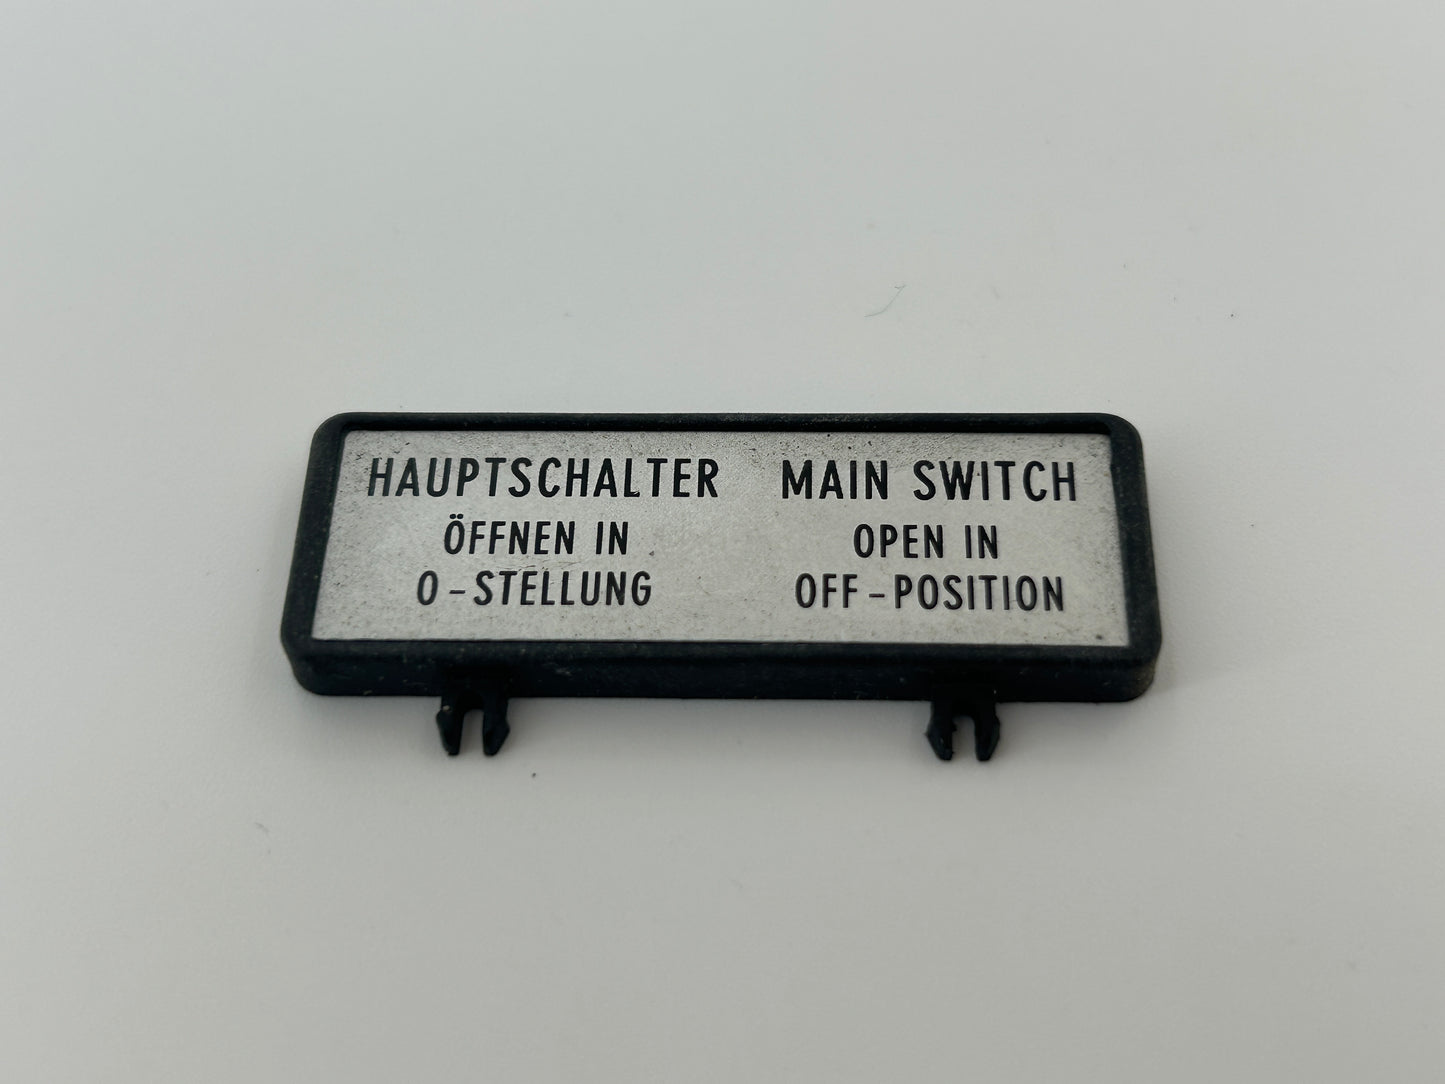 HAUPTSCHALTER
ÖFFNEN IN
0-STELLUNG
MAIN SWITCH
OPEN IN
OFF-POSITION